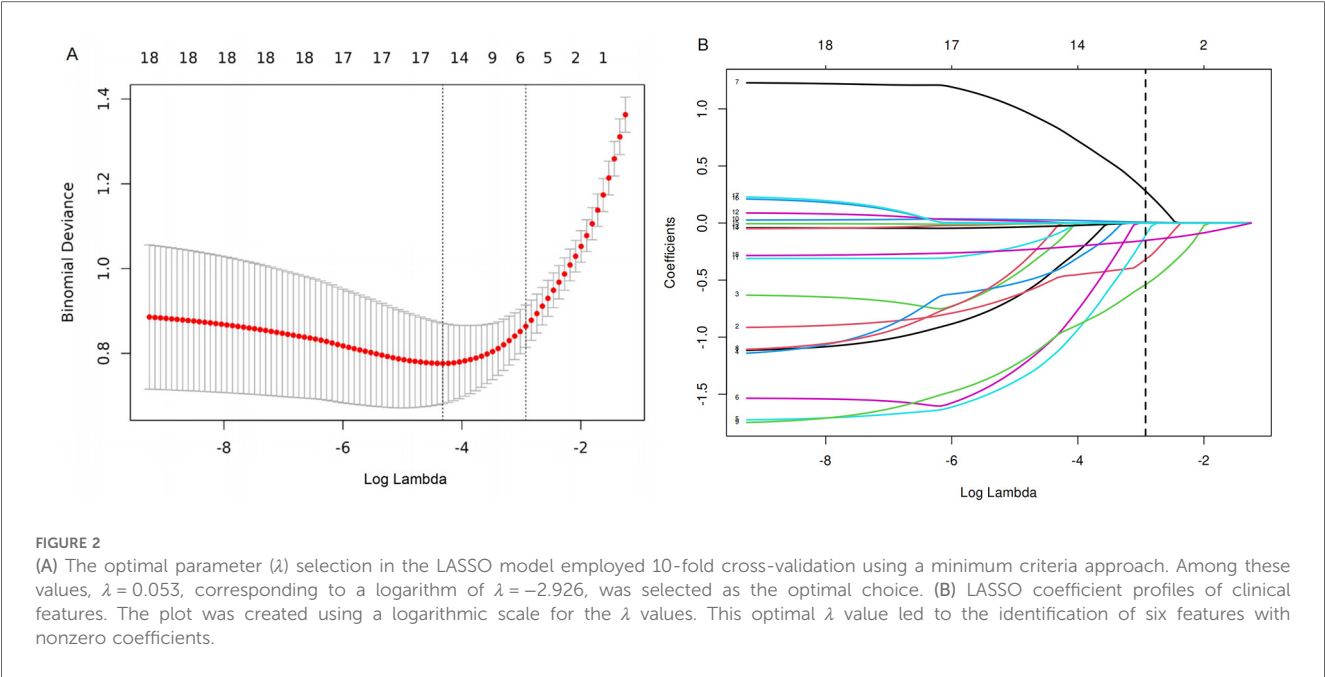 A
18 18 18 18 18 17 17 17 14 9 6 5 2 1
Binomial Deviance
1.4
1.2
1.0
0.8
-8 -6 -4 -2
Log Lambda
B
18 17 14 2
Coefficients
1.0
0.5
0.0
-0.5
-1.0
-1.5
7
12
3
2
6
-8 -6 -4 -2
Log Lambda
FIGURE 2
(A) The optimal parameter (λ) selection in the LASSO model employed 10-fold cross-validation using a minimum criteria approach. Among these
values, λ = 0.053, corresponding to a logarithm of λ = −2.926, was selected as the optimal choice. (B) LASSO coefficient profiles of clinical
features. The plot was created using a logarithmic scale for the λ values. This optimal λ value led to the identification of six features with
nonzero coefficients.